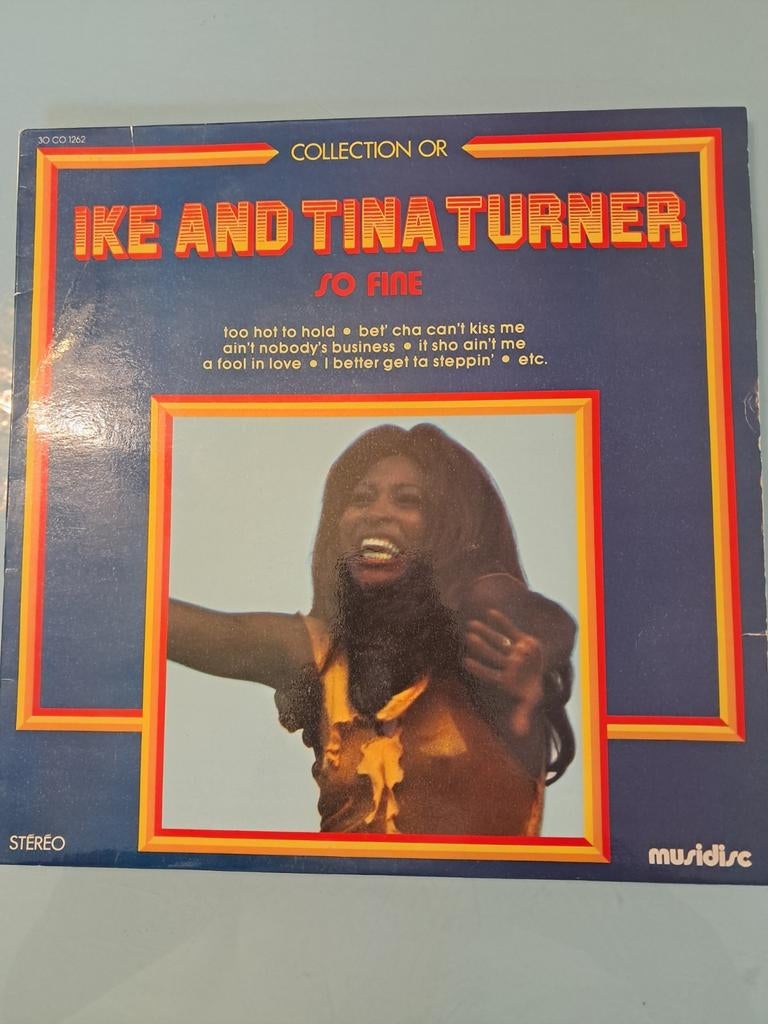 30 CO 1262
COLLECTION OR
IKE AND TINA TURNER
SO FINE
too hot to hold • bet' cha can't kiss me
ain't nobody's business • it sho ain't me
a fool in love • I better get ta steppin' • etc.
STÉRÉO
musidisc